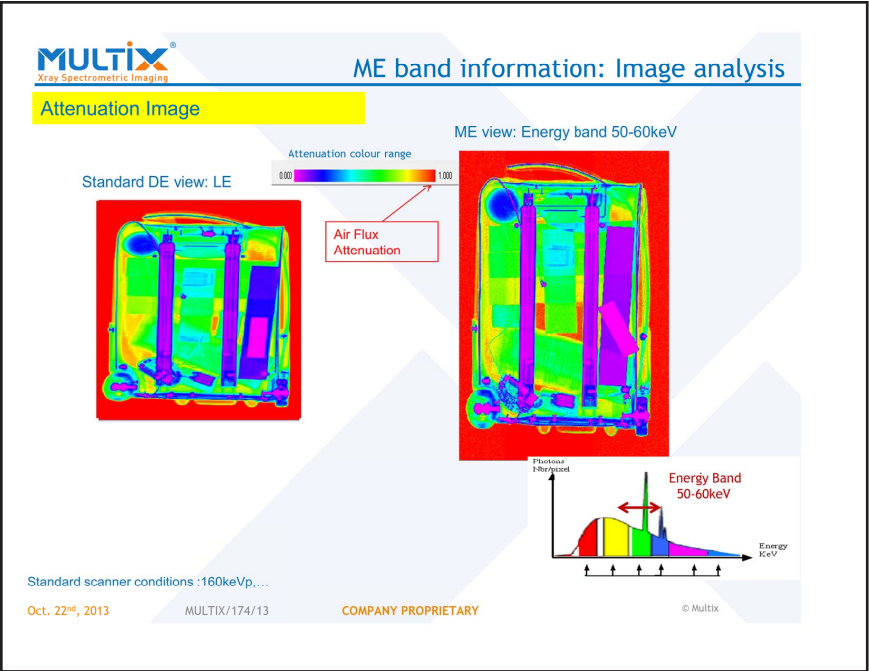 MULTIX®
Xray Spectrometric Imaging
ME band information: Image analysis
Attenuation Image
ME view: Energy band 50-60keV
Attenuation colour range
0.000
1.000
Standard DE view: LE
Air Flux
Attenuation
Photons
Nbr/pixel
Energy Band
50-60keV
Energy
KeV
Standard scanner conditions :160keVp,…
Oct. 22nd, 2013
MULTIX/174/13
COMPANY PROPRIETARY
© Multix